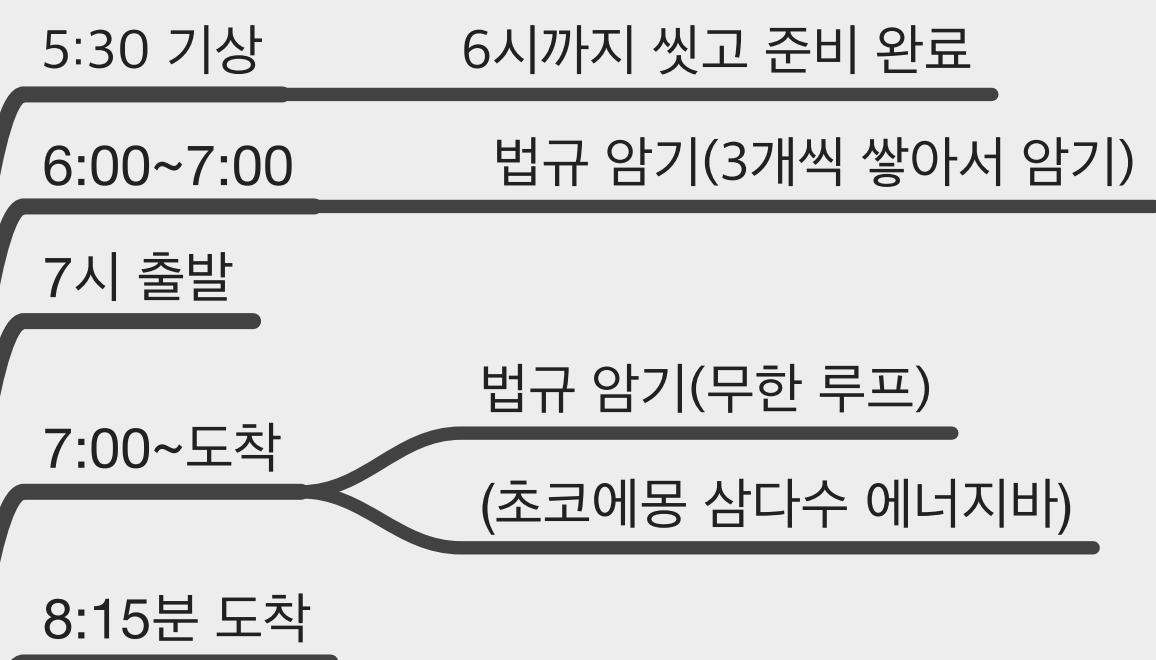 5:30 기상
6시까지 씻고 준비 완료
6:00~7:00
법규 암기(3개씩 쌓아서 암기)
7시 출발
7:00~도착
법규 암기(무한 루프)
(초코에몽 삼다수 에너지바)
8:15분 도착